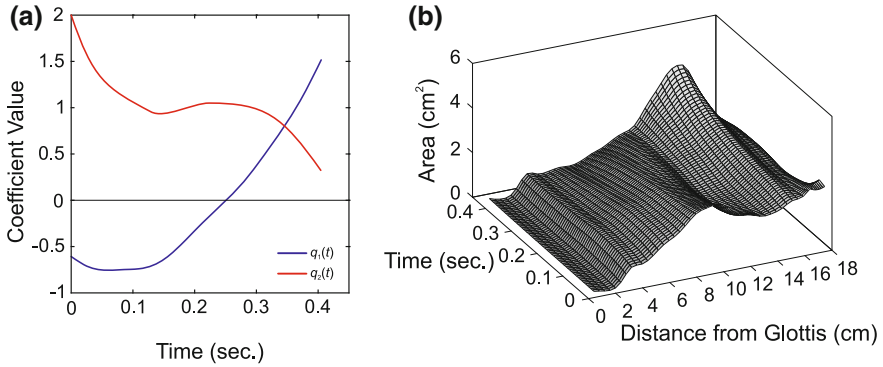 (a)
2
1.5
1
0.5
0
−0.5
−1
Coefficient Value
q₁(t)
q₂(t)
0 0.1 0.2 0.3 0.4
Time (sec.)
(b)
6
4
2
0
Area (cm²)
0.4
0.3
0.2
0.1
0
Time (sec.)
0 2 4 6 8 10 12 14 16 18
Distance from Glottis (cm)